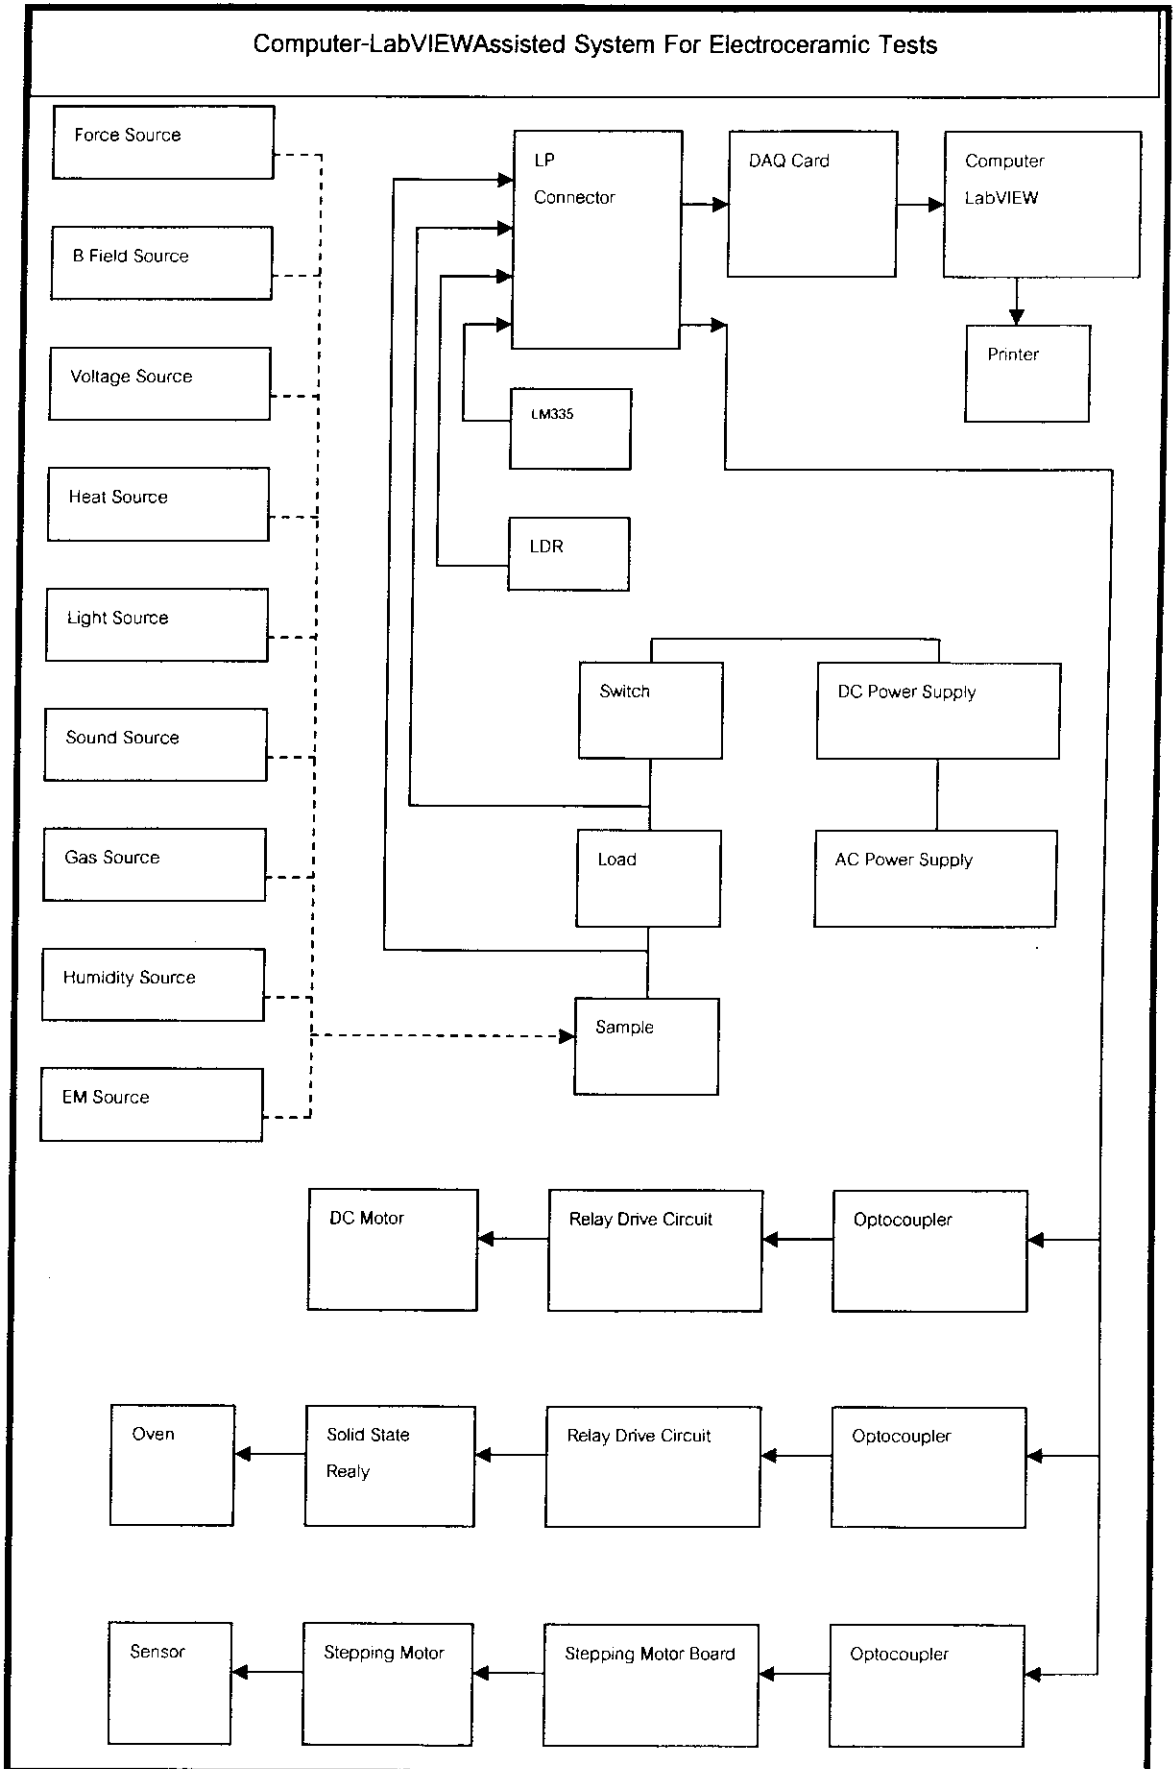 Computer-LabVIEWAssisted System For Electroceramic Tests
Force Source
B Field Source
Voltage Source
Heat Source
Light Source
Sound Source
Gas Source
Humidity Source
EM Source
LP
Connector
DAQ Card
Computer
LabVIEW
Printer
LM335
LDR
Switch
DC Power Supply
Load
AC Power Supply
Sample
DC Motor
Relay Drive Circuit
Optocoupler
Oven
Solid State
Realy
Relay Drive Circuit
Optocoupler
Sensor
Stepping Motor
Stepping Motor Board
Optocoupler